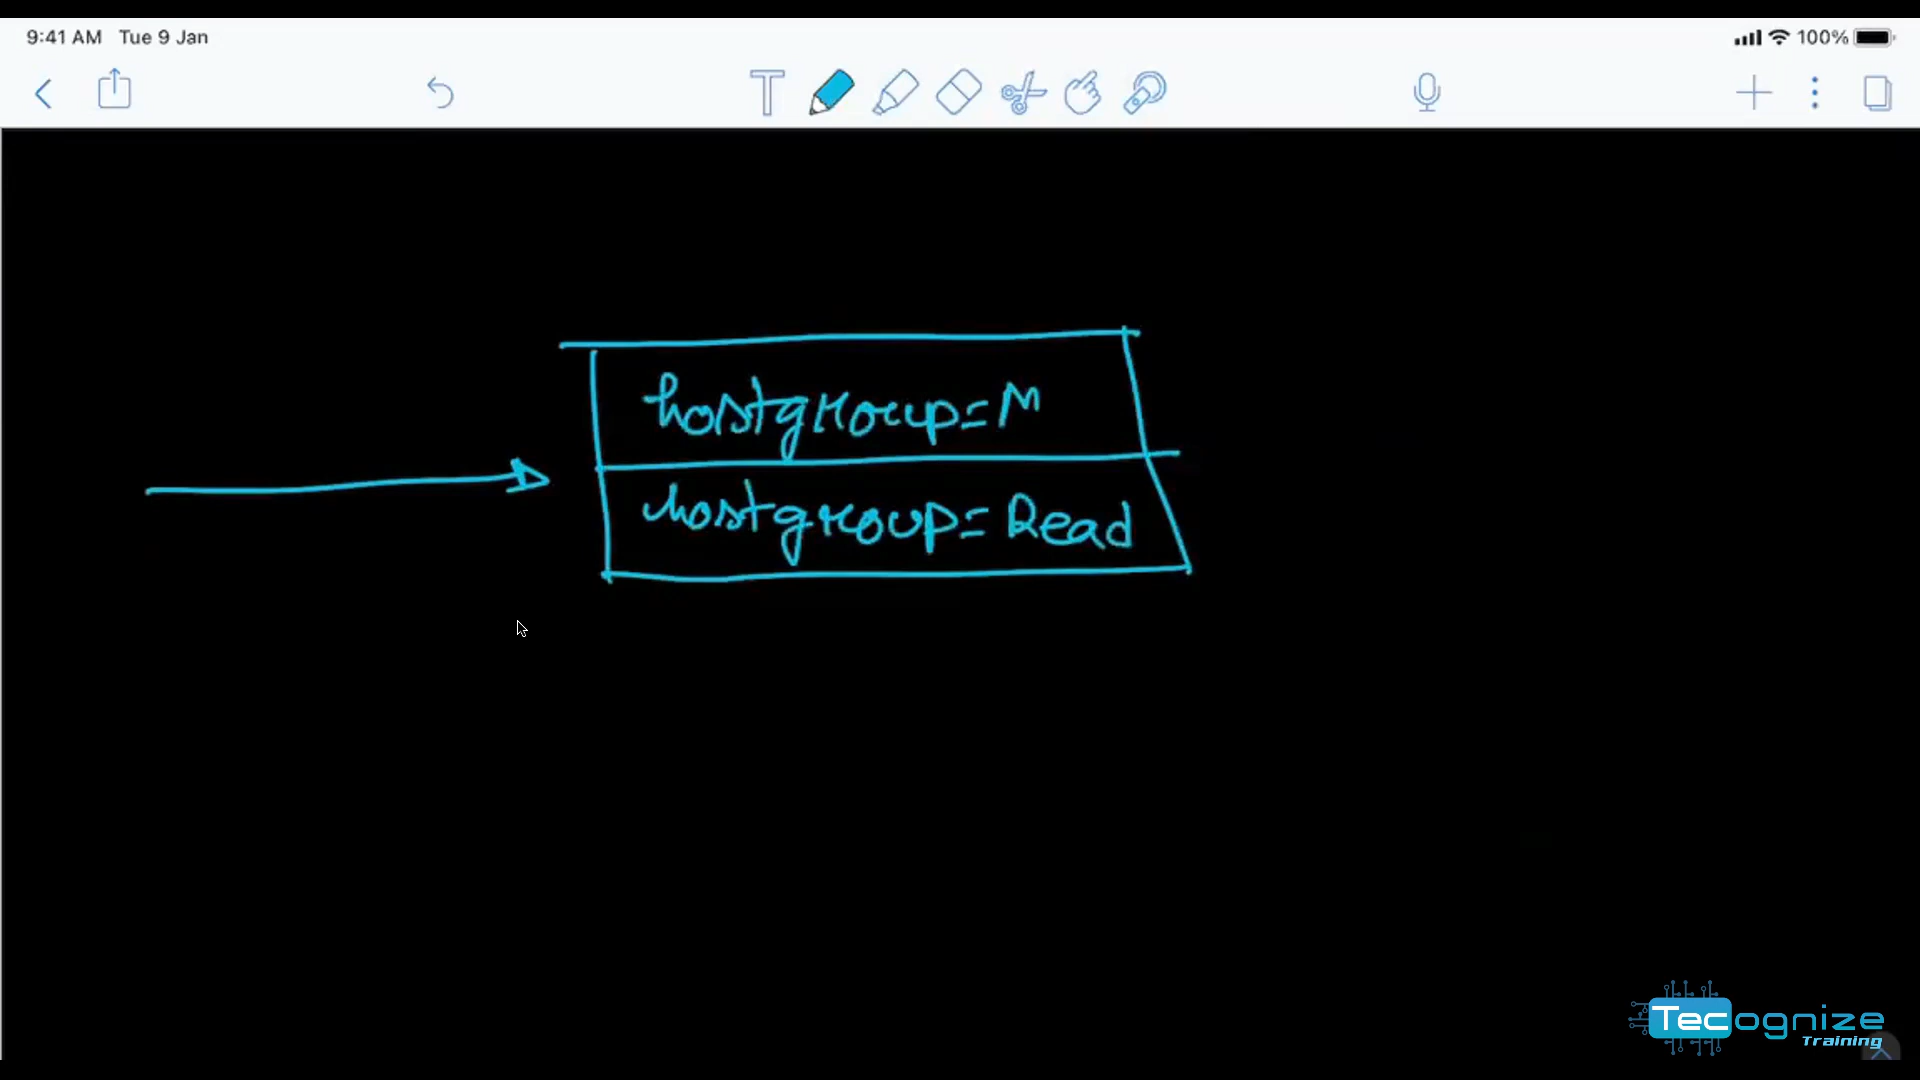 9:41 AM Tue 9 Jan
100%
hostgroup=M
hostgroup=Read
Tecognize
Training